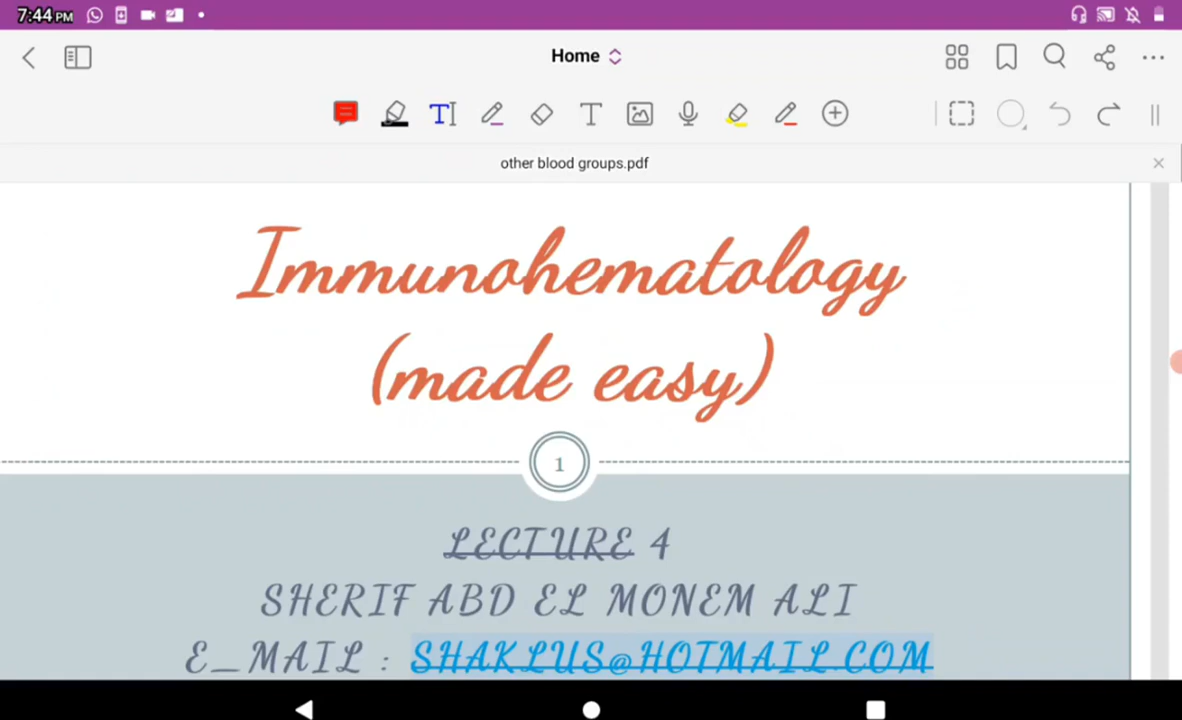 7:44 PM
Home
T
T
other blood groups.pdf
Immunohematology
(made easy)
1
LECTURE 4
SHERIF ABD EL MONEM ALI
E_MAIL : SHAKLUS@HOTMAIL.COM